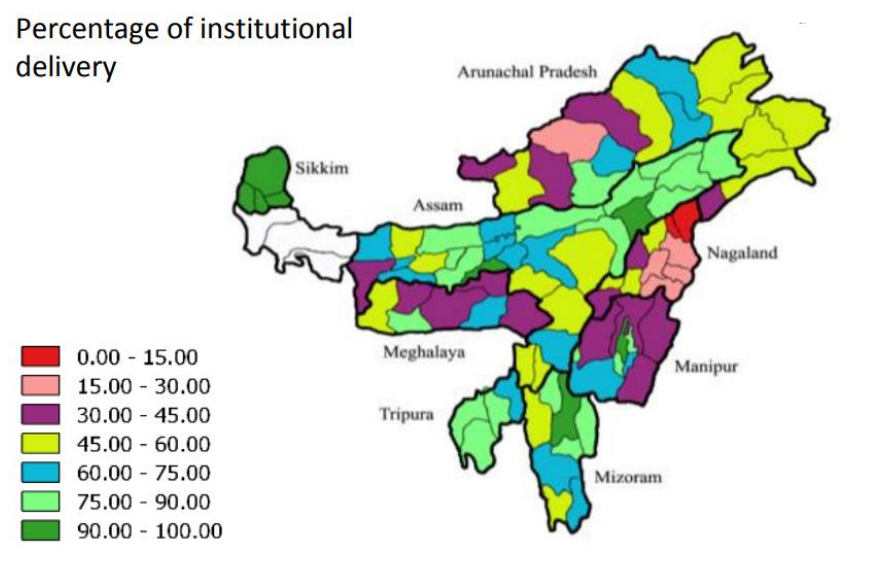 Percentage of institutional
delivery
Arunachal Pradesh
Sikkim
Assam
Nagaland
Meghalaya
Manipur
Tripura
Mizoram
0.00 - 15.00
15.00 - 30.00
30.00 - 45.00
45.00 - 60.00
60.00 - 75.00
75.00 - 90.00
90.00 - 100.00